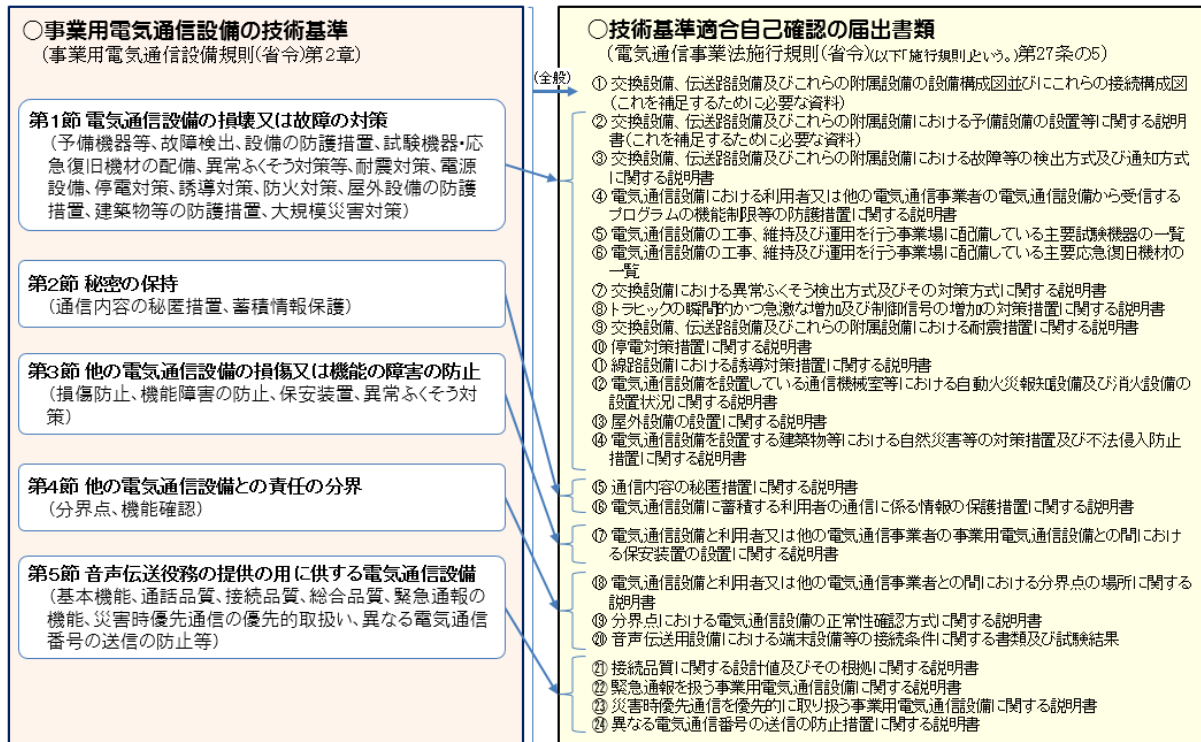 ○事業用電気通信設備の技術基準
(事業用電気通信設備規則(省令)第2章)
第1節 電気通信設備の損壊又は故障の対策
(予備機器等、故障検出、設備の防護措置、試験機器・応
急復旧機材の配備、異常ふくそう対策等、耐震対策、電源
設備、停電対策、誘導対策、防火対策、屋外設備の防護
措置、建築物等の防護措置、大規模災害対策)
第2節 秘密の保持
(通信内容の秘匿措置、蓄積情報保護)
第3節 他の電気通信設備の損傷又は機能の障害の防止
(損傷防止、機能障害の防止、保安装置、異常ふくそう対
策)
第4節 他の電気通信設備との責任の分界
(分界点、機能確認)
第5節 音声伝送役務の提供の用に供する電気通信設備
(基本機能、通話品質、接続品質、総合品質、緊急通報の
機能、災害時優先通信の優先的取扱い、異なる電気通信
番号の送信の防止等)
(全般)
○技術基準適合自己確認の届出書類
(電気通信事業法施行規則(省令)(以下「施行規則」という。)第27条の5)
① 交換設備、伝送路設備及びこれらの附属設備の設備構成図並びにこれらの接続構成図
(これを補足するために必要な資料)
② 交換設備、伝送路設備及びこれらの附属設備における予備設備の設置等に関する説明
書(これを補足するために必要な資料)
③ 交換設備、伝送路設備及びこれらの附属設備における故障等の検出方式及び通知方式
に関する説明書
④ 電気通信設備における利用者又は他の電気通信事業者の電気通信設備から受信する
プログラムの機能制限等の防護措置に関する説明書
⑤ 電気通信設備の工事、維持及び運用を行う事業場に配備している主要試験機器の一覧
⑥ 電気通信設備の工事、維持及び運用を行う事業場に配備している主要応急復旧機材の
一覧
⑦ 交換設備における異常ふくそう検出方式及びその対策方式に関する説明書
⑧ トラヒックの瞬間的かつ急激な増加及び制御信号の増加の対策措置に関する説明書
⑨ 交換設備、伝送路設備及びこれらの附属設備における耐震措置に関する説明書
⑩ 停電対策措置に関する説明書
⑪ 線路設備における誘導対策措置に関する説明書
⑫ 電気通信設備を設置している通信機械室等における自動火災報知設備及び消火設備の
設置状況に関する説明書
⑬ 屋外設備の設置に関する説明書
⑭ 電気通信設備を設置する建築物等における自然災害等の対策措置及び不法侵入防止
措置に関する説明書
⑮ 通信内容の秘匿措置に関する説明書
⑯ 電気通信設備に蓄積する利用者の通信に係る情報の保護措置に関する説明書
⑰ 電気通信設備と利用者又は他の電気通信事業者の事業用電気通信設備との間におけ
る保安装置の設置に関する説明書
⑱ 電気通信設備と利用者又は他の電気通信事業者との間における分界点の場所に関する
説明書
⑲ 分界点における電気通信設備の正常性確認方式に関する説明書
⑳ 音声伝送用設備における端末設備等の接続条件に関する書類及び試験結果
㉑ 接続品質に関する設計値及びその根拠に関する説明書
㉒ 緊急通報を扱う事業用電気通信設備に関する説明書
㉓ 災害時優先通信を優先的に取り扱う事業用電気通信設備に関する説明書
㉔ 異なる電気通信番号の送信の防止措置に関する説明書